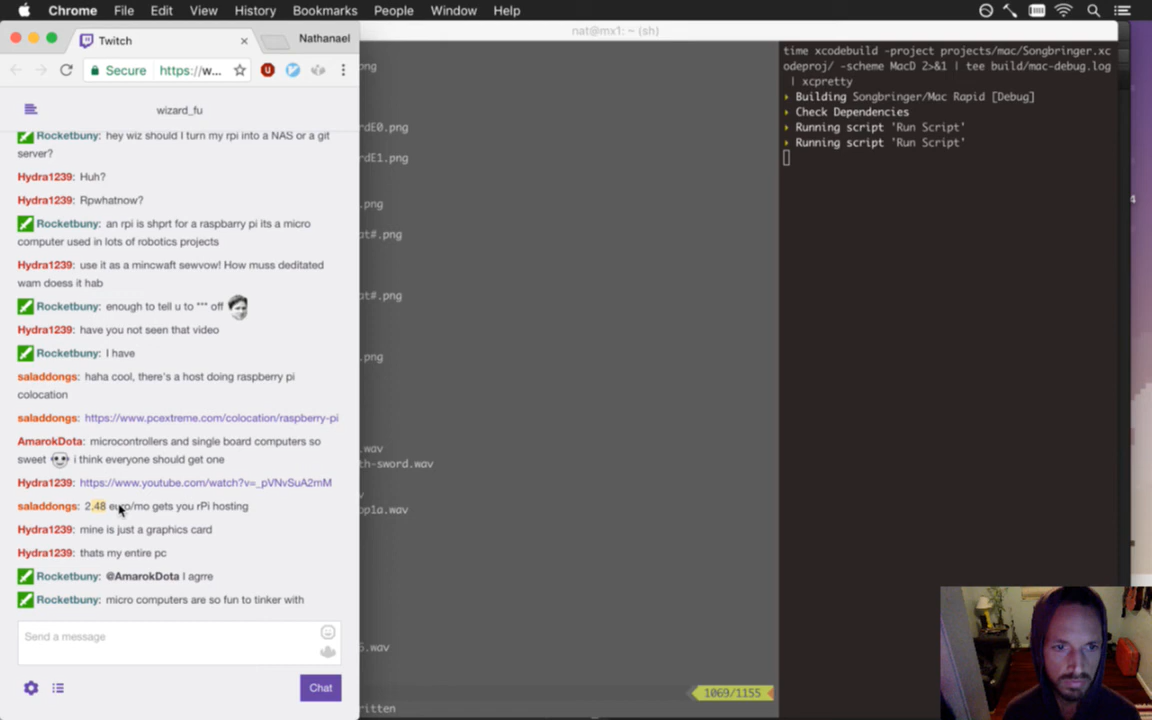 Chrome File Edit View History Bookmarks People Window Help
nat@mx1: ~ (sh)
Twitch
Nathanael
Secure https://w...
wizard_fu
Rocketbuny: hey wiz should I turn my rpi into a NAS or a git
server?
Hydra1239: Huh?
Hydra1239: Rpwhatnow?
Rocketbuny: an rpi is shprt for a raspbarry pi its a micro
computer used in lots of robotics projects
Hydra1239: use it as a mincwaft sewvow! How muss deditated
wam doess it hab
Rocketbuny: enough to tell u to *** off
Hydra1239: have you not seen that video
Rocketbuny: I have
saladdongs: haha cool, there's a host doing raspberry pi
colocation
saladdongs: https://www.pcextreme.com/colocation/raspberry-pi
AmarokDota: microcontrollers and single board computers so
sweet i think everyone should get one
Hydra1239: https://www.youtube.com/watch?v=_pVNvSuA2mM
saladdongs: 2.48 euro/mo gets you rPi hosting
Hydra1239: mine is just a graphics card
Hydra1239: thats my entire pc
Rocketbuny: @AmarokDota I agrre
Rocketbuny: micro computers are so fun to tinker with
Send a message
Chat
png
rdE0.png
rdE1.png
.png
at#.png
at#.png
.png
.wav
th-sword.wav
op1a.wav
.wav
1069/1155
itten
time xcodebuild -project projects/mac/Songbringer.xc
odeproj/ -scheme MacD 2>&1 | tee build/mac-debug.log
| xcpretty
Building Songbringer/Mac Rapid [Debug]
Check Dependencies
Running script 'Run Script'
Running script 'Run Script'